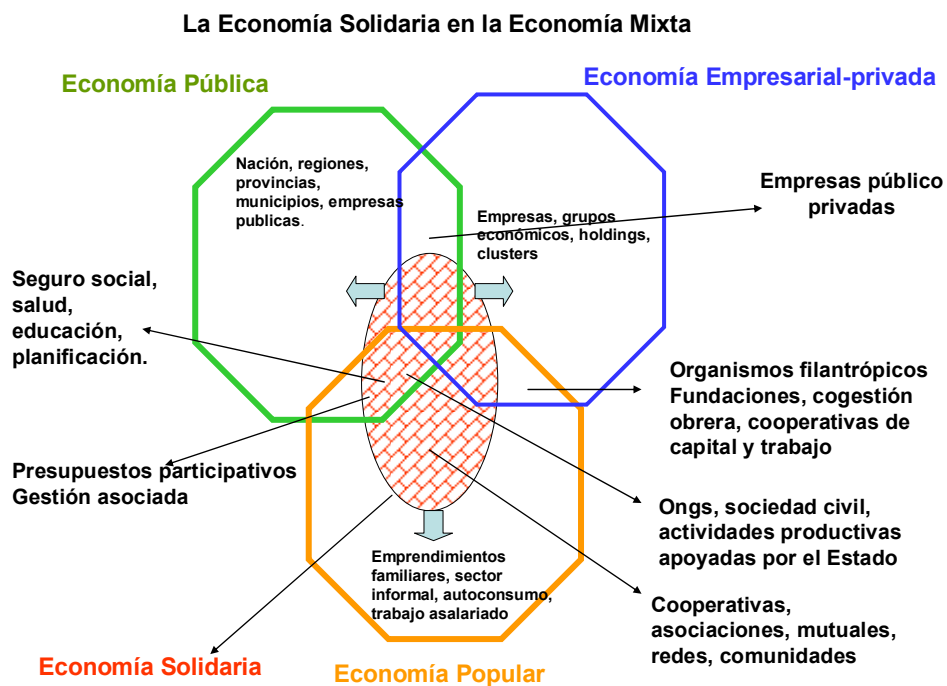 La Economía Solidaria en la Economía Mixta
Economía Pública
Economía Empresarial-privada
Nación, regiones,
provincias,
municipios, empresas
publicas.
Empresas, grupos
económicos, holdings,
clusters
Empresas público
privadas
Seguro social,
salud,
educación,
planificación.
Organismos filantrópicos
Fundaciones, cogestión
obrera, cooperativas de
capital y trabajo
Presupuestos participativos
Gestión asociada
Ongs, sociedad civil,
actividades productivas
apoyadas por el Estado
Emprendimientos
familiares, sector
informal, autoconsumo,
trabajo asalariado
Cooperativas,
asociaciones, mutuales,
redes, comunidades
Economía Solidaria
Economía Popular